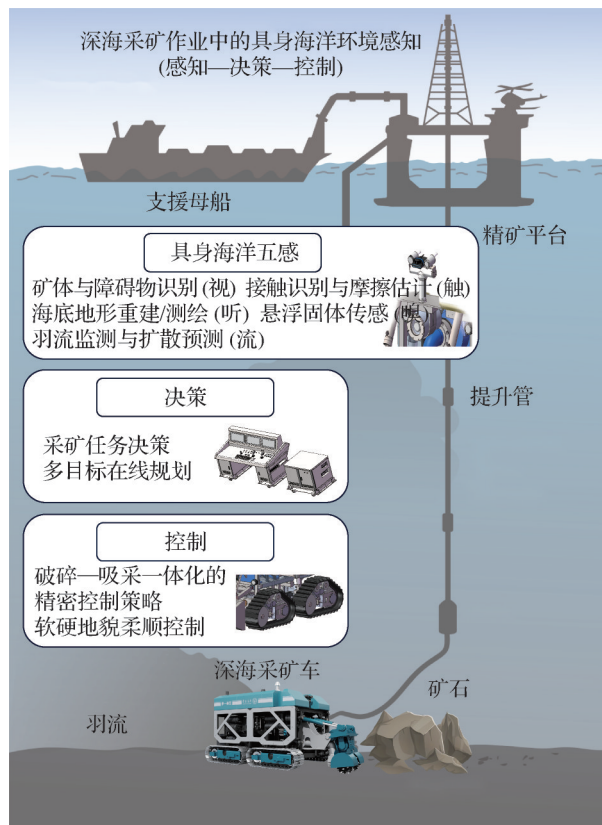 深海采矿作业中的具身海洋环境感知
(感知—决策—控制)
支援母船
精矿平台
具身海洋五感
矿体与障碍物识别(视) 接触识别与摩擦估计(触)
海底地形重建/测绘(听) 悬浮固体传感(嗅)
羽流监测与扩散预测(流)
提升管
决策
采矿任务决策
多目标在线规划
控制
破碎—吸采一体化的
精密控制策略
软硬地貌柔顺控制
深海采矿车
矿石
羽流